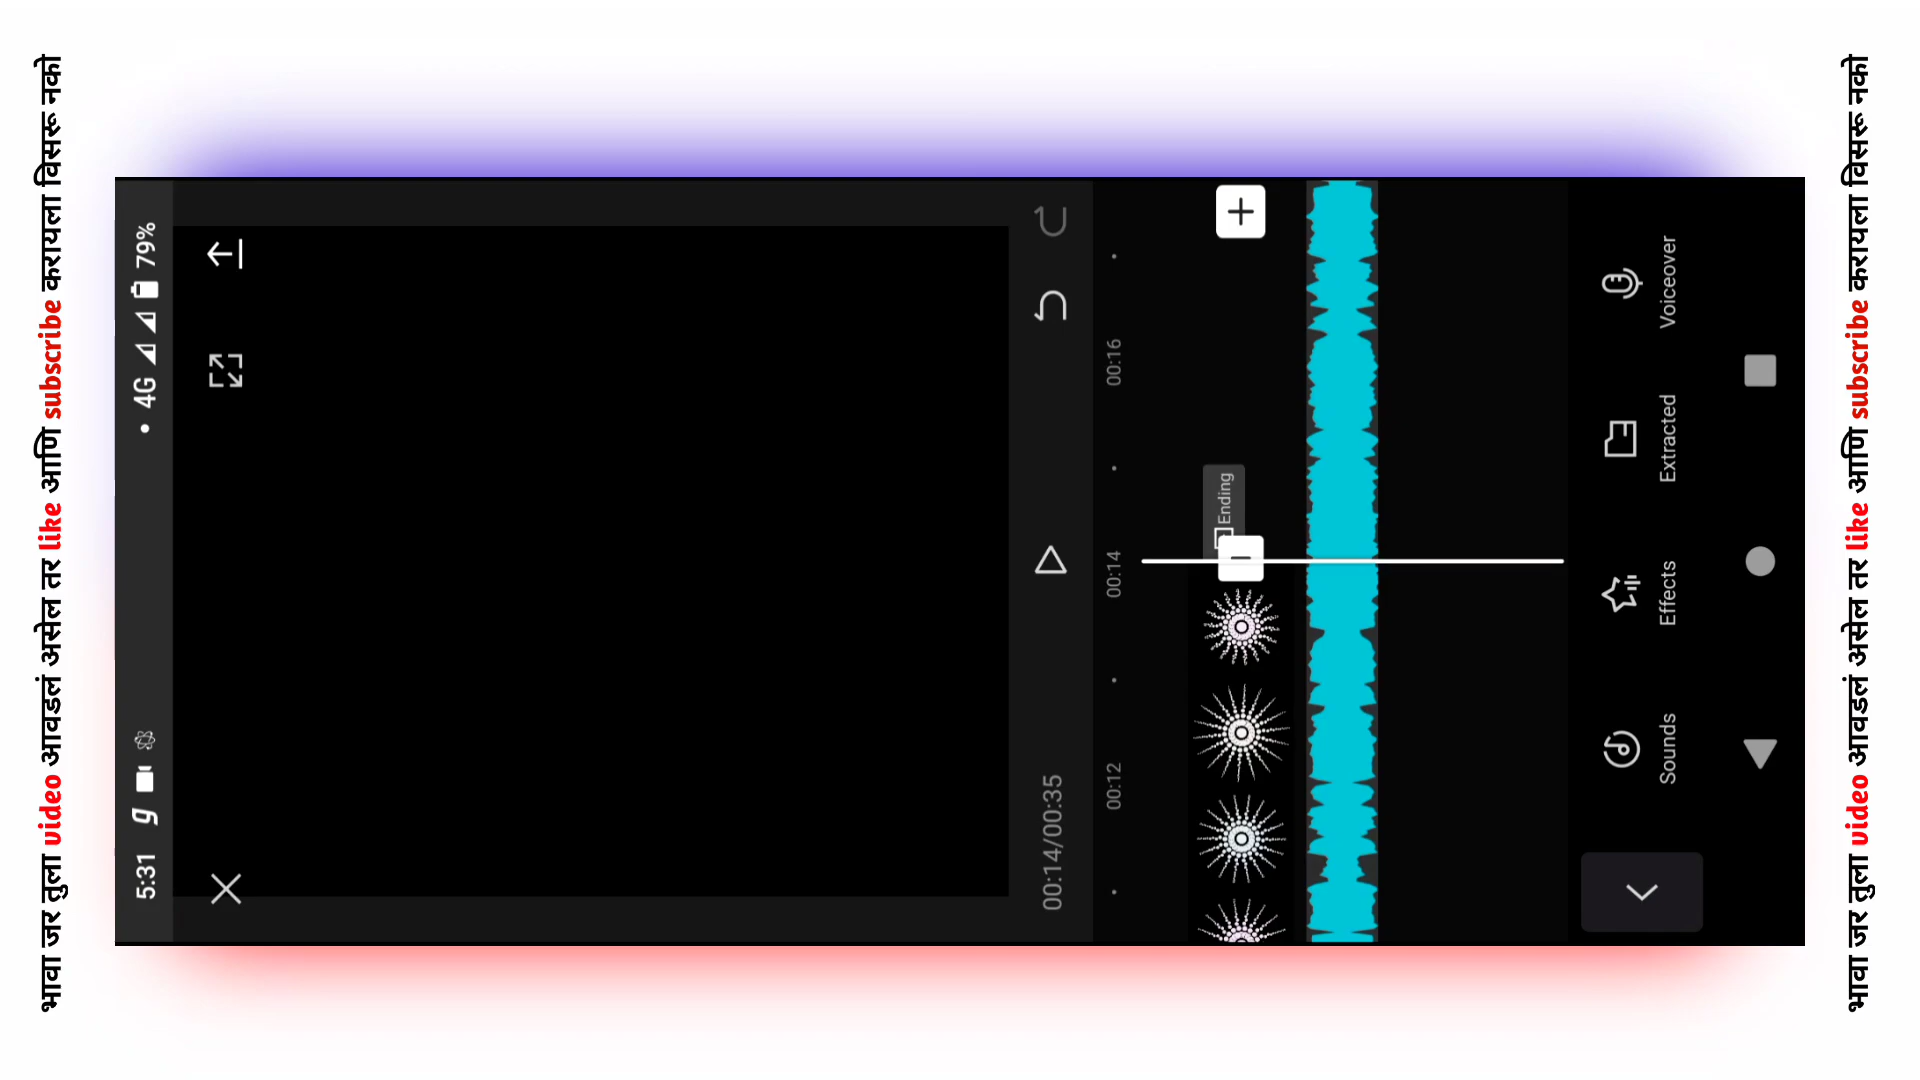 भावा जर तुला video आवडलं असेल तर like आणि subscribe करायला विसरू नको
5:31 g 4G 79%
00:14/00:35
00:12 00:14 00:16
Ending
Sounds Effects Extracted Voiceover
भावा जर तुला video आवडलं असेल तर like आणि subscribe करायला विसरू नको